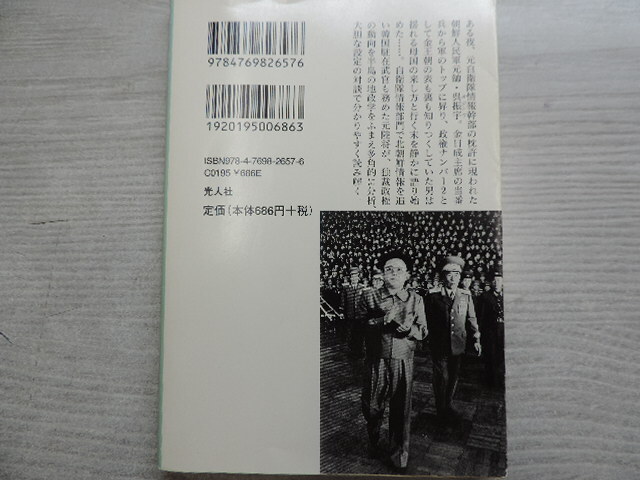 ある夜、元自衛隊情報幹部の枕許に現われた
朝鮮人民軍元帥・呉振宇。金日成主席の当番
兵から軍のトップに昇り、政権ナンバー2と
して金王朝の表も裏も知りつくしていた男は
揺れる母国の来し方と行く末を静かに語り始
めた……。自衛隊情報部門で北朝鮮情報を追
い韓国駐在武官も務めた元陸将が、独裁政権
の動向を半島の地政学をふまえ多角的に分析、
大胆な設定の対談で分かりやすく読み解く。
9784769826576
1920195006863
ISBN978-4-7698-2657-6
C0195 ¥686E
光人社
定価(本体686円+税)